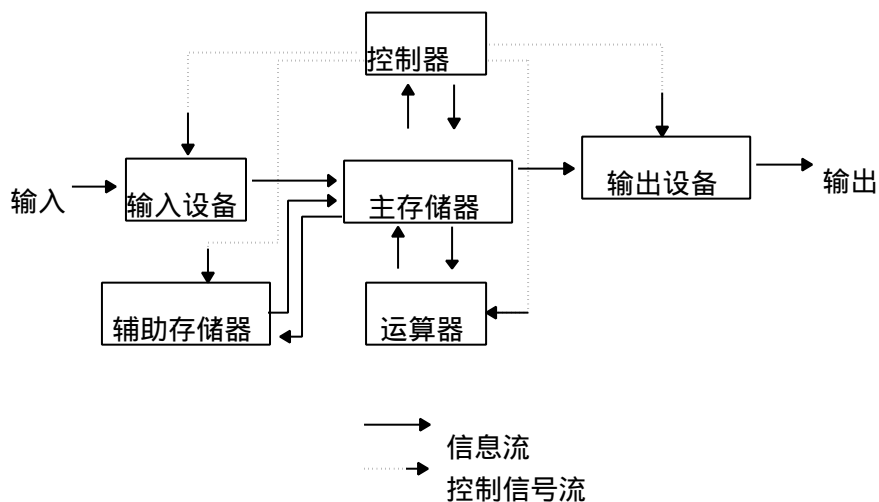 控制器
输入
输入设备
主存储器
输出设备
输出
辅助存储器
运算器
信息流
控制信号流